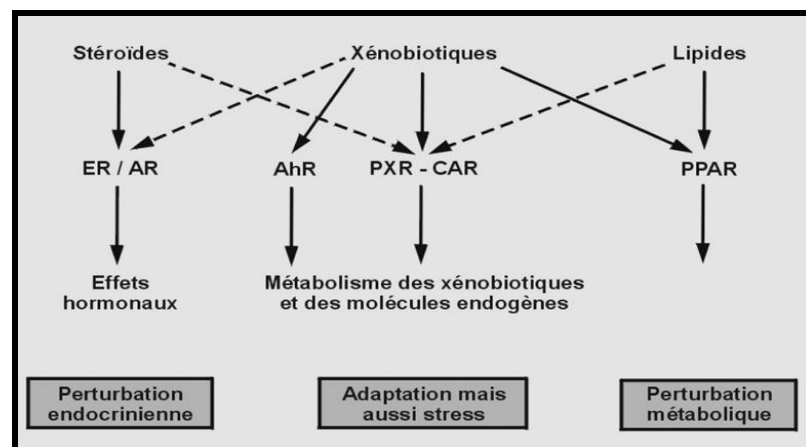 Stéroïdes Xénobiotiques Lipides
ER / AR AhR PXR - CAR PPAR
Effets
hormonaux
Métabolisme des xénobiotiques
et des molécules endogènes
Perturbation
endocrinienne
Adaptation mais
aussi stress
Perturbation
métabolique